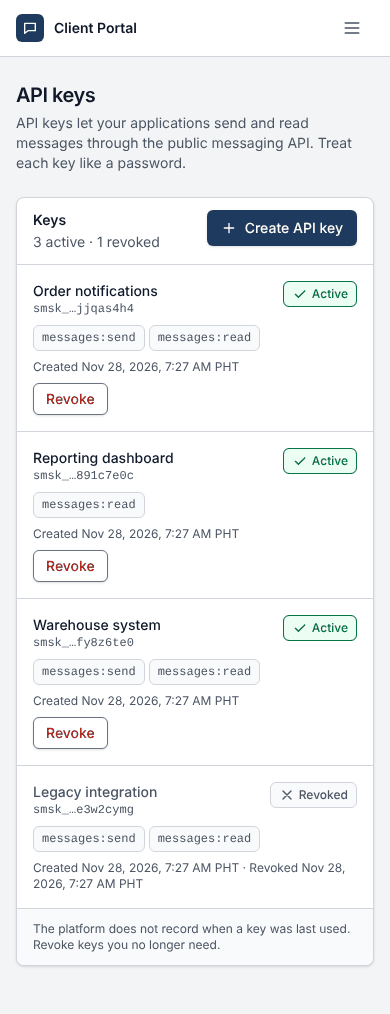 Client Portal
API keys
API keys let your applications send and read
messages through the public messaging API. Treat
each key like a password.
Keys
3 active · 1 revoked
Create API key
Order notifications
Active
smsk_…jjqas4h4
messages:send messages:read
Created Nov 28, 2026, 7:27 AM PHT
Revoke
Reporting dashboard
Active
smsk_…891c7e0c
messages:read
Created Nov 28, 2026, 7:27 AM PHT
Revoke
Warehouse system
Active
smsk_…fy8z6te0
messages:send messages:read
Created Nov 28, 2026, 7:27 AM PHT
Revoke
Legacy integration
Revoked
smsk_…e3w2cymg
messages:send messages:read
Created Nov 28, 2026, 7:27 AM PHT · Revoked Nov 28,
2026, 7:27 AM PHT
The platform does not record when a key was last used.
Revoke keys you no longer need.